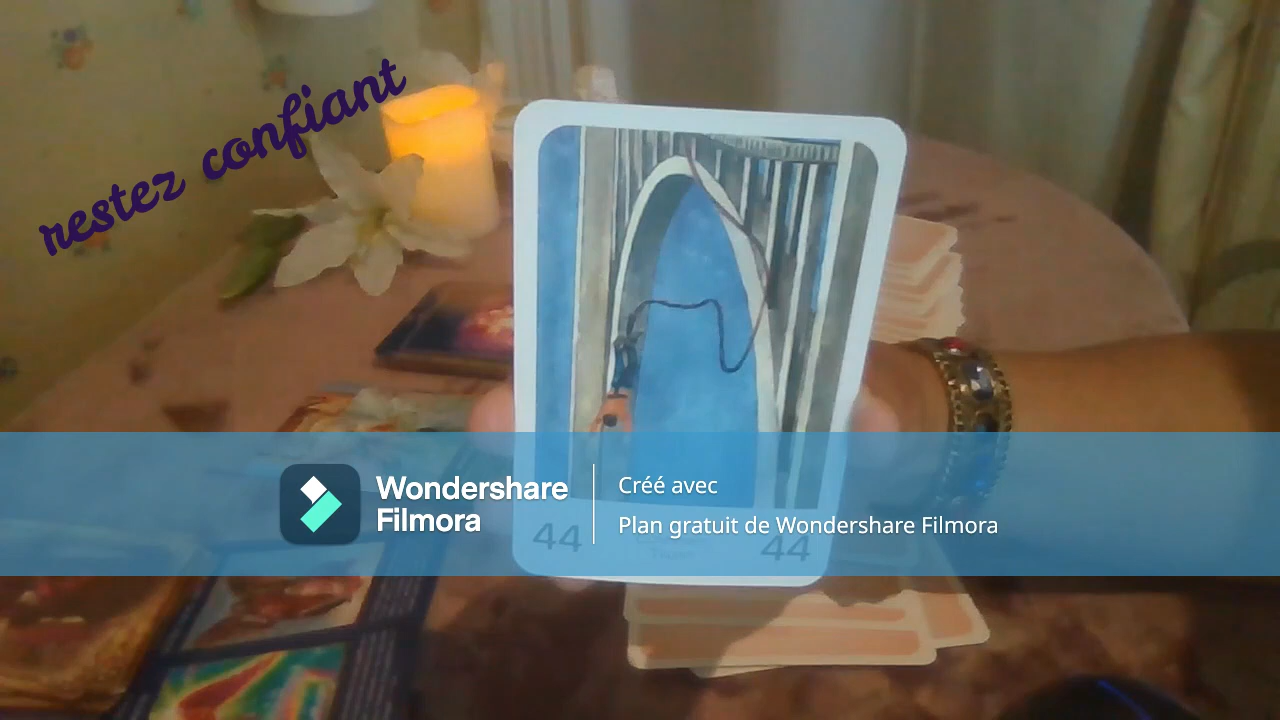 restez confiant
Wondershare
Filmora
Créé avec
Plan gratuit de Wondershare Filmora
44
44